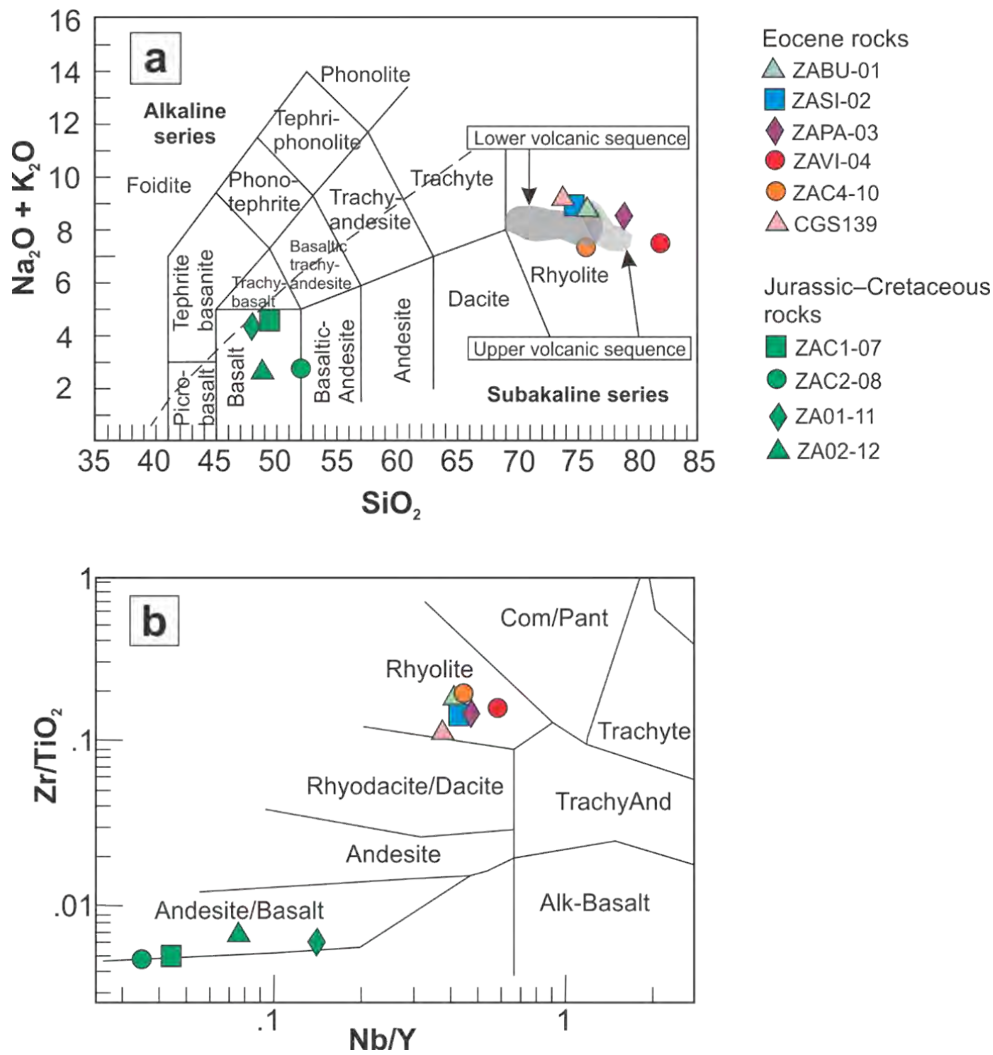 a
Na₂O + K₂O
16
14
12
10
8
6
4
2
Alkaline
series
Foidite
Phonolite
Tephri-
phonolite
Phono-
tephrite
Trachy-
andesite
Trachyte
Basaltic
trachy-
andesite
Trachy-
basalt
Tephrite
basanite
Picro-
basalt
Basalt
Basaltic-
Andesite
Andesite
Dacite
Rhyolite
Lower volcanic sequence
Upper volcanic sequence
Subakaline series
35 41 45 50 55 60 65 70 75 80 85
SiO₂
Eocene rocks
ZABU-01
ZASI-02
ZAPA-03
ZAVI-04
ZAC4-10
CGS139
Jurassic–Cretaceous
rocks
ZAC1-07
ZAC2-08
ZA01-11
ZA02-12
b
Zr/TiO₂
1
.1
.01
Com/Pant
Rhyolite
Trachyte
Rhyodacite/Dacite
TrachyAnd
Andesite
Andesite/Basalt
Alk-Basalt
.1 1
Nb/Y